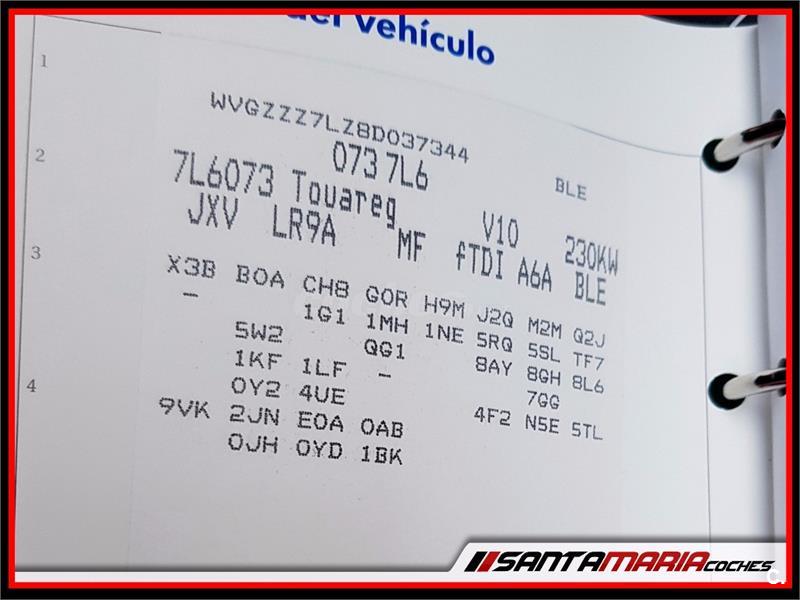 del vehículo
1
WVGZZZ7LZ8D037344
2
073 7L6 BLE
7L6073 Touareg V10 230KW
3
JXV LR9A MF fTDI A6A BLE
X3B B0A CH8 G0R H9M J2Q M2M Q2J
- 1G1 1MH 1NE 5RQ 5SL TF7
5W2 QG1 8AY 8GH 8L6
1KF 1LF - 7GG
4
0Y2 4UE 4F2 N5E 5TL
9VK 2JN E0A 0AB
0JH 0YD 1BK
SANTAMARIACOCHES